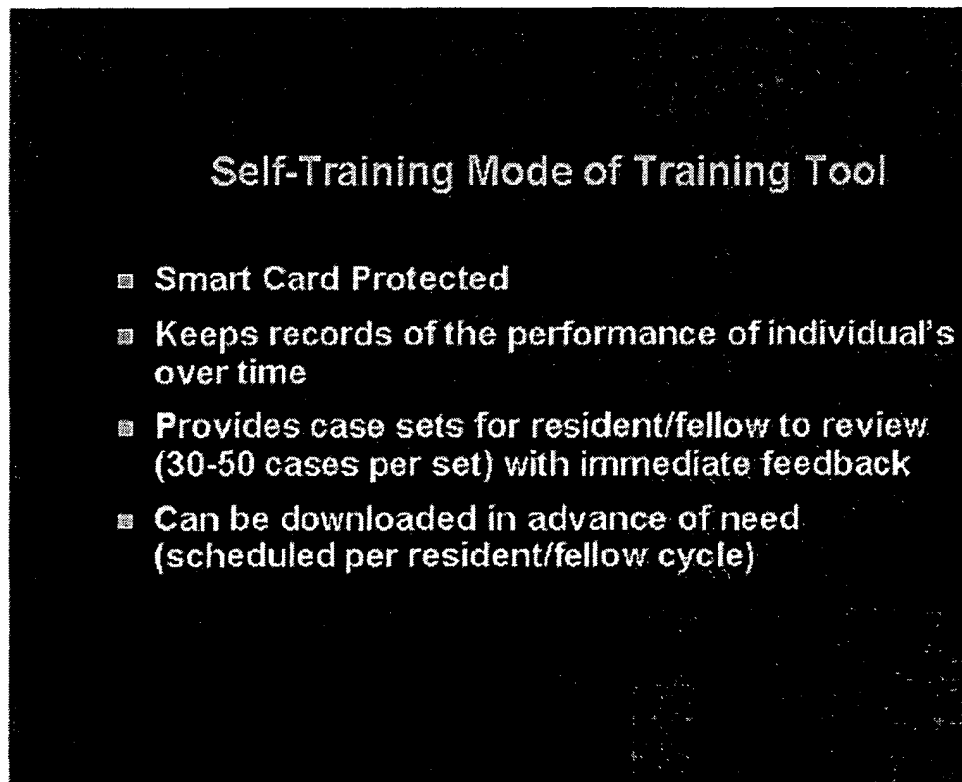 Self-Training Mode of Training Tool
Smart Card Protected
Keeps records of the performance of individual's
over time
Provides case sets for resident/fellow to review
(30-50 cases per set) with immediate feedback
Can be downloaded in advance of need
(scheduled per resident/fellow cycle)